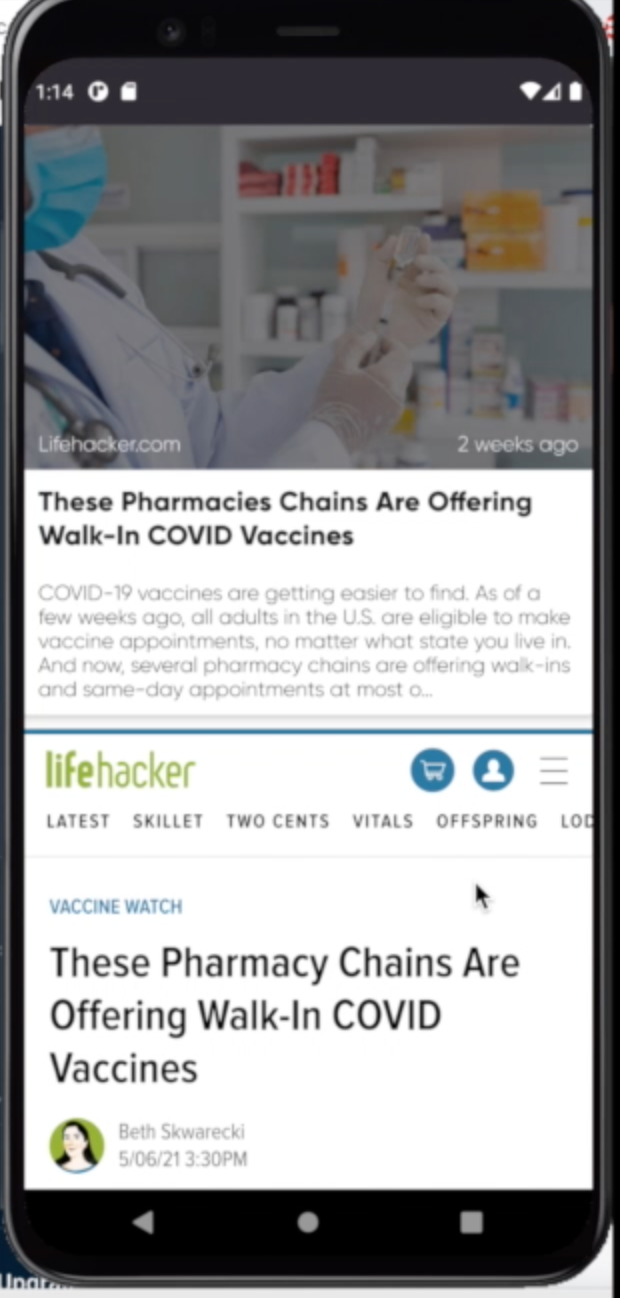 1:14
Lifehacker.com 2 weeks ago
These Pharmacies Chains Are Offering
Walk-In COVID Vaccines
COVID-19 vaccines are getting easier to find. As of a
few weeks ago, all adults in the U.S. are eligible to make
vaccine appointments, no matter what state you live in.
And now, several pharmacy chains are offering walk-ins
and same-day appointments at most o...
lifehacker
LATEST SKILLET TWO CENTS VITALS OFFSPRING LOD
VACCINE WATCH
These Pharmacy Chains Are
Offering Walk-In COVID
Vaccines
Beth Skwarecki
5/06/21 3:30PM